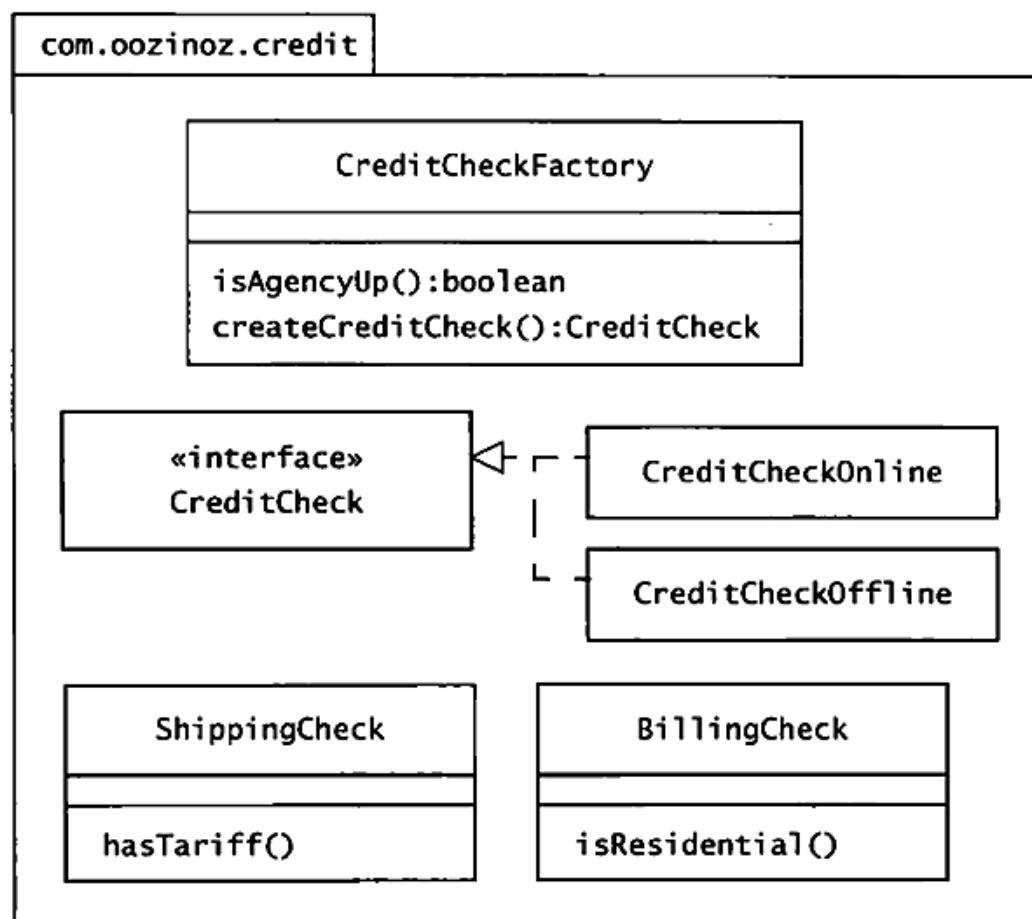 com.oozinoz.credit
CreditCheckFactory
isAgencyUp():boolean
createCreditCheck():CreditCheck
«interface»
CreditCheck
CreditCheckOnline
CreditCheckOffline
ShippingCheck
hasTariff()
BillingCheck
isResidential()